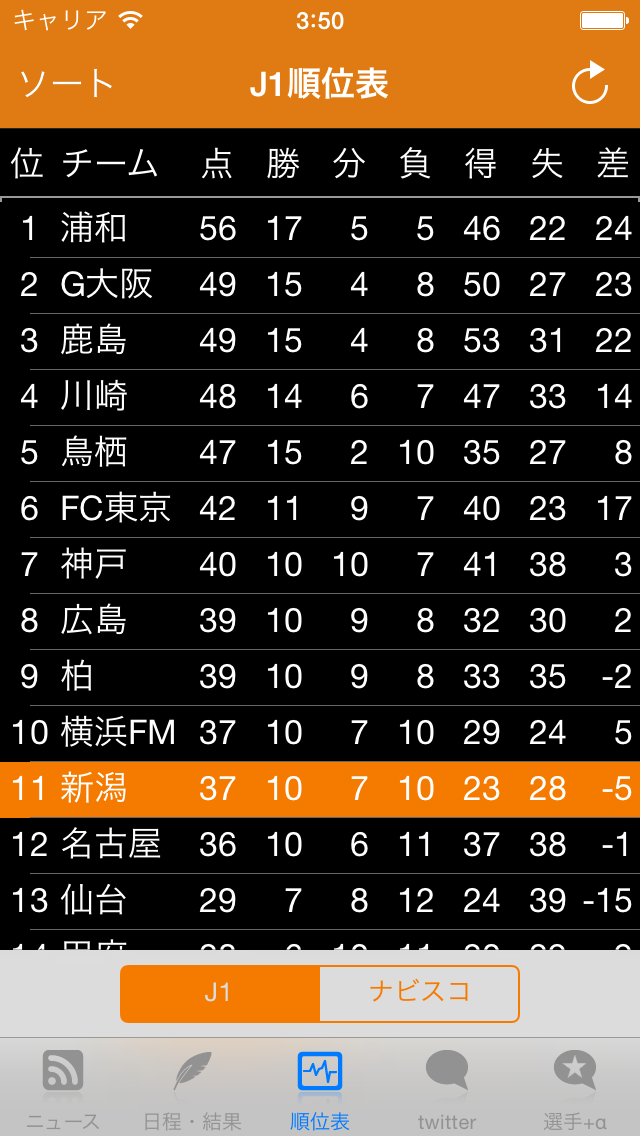 キャリア 3:50
ソート J1順位表
位 チーム 点 勝 分 負 得 失 差
1 浦和 56 17 5 5 46 22 24
2 G大阪 49 15 4 8 50 27 23
3 鹿島 49 15 4 8 53 31 22
4 川崎 48 14 6 7 47 33 14
5 鳥栖 47 15 2 10 35 27 8
6 FC東京 42 11 9 7 40 23 17
7 神戸 40 10 10 7 41 38 3
8 広島 39 10 9 8 32 30 2
9 柏 39 10 9 8 33 35 -2
10 横浜FM 37 10 7 10 29 24 5
11 新潟 37 10 7 10 23 28 -5
12 名古屋 36 10 6 11 37 38 -1
13 仙台 29 7 8 12 24 39 -15
J1 ナビスコ
ニュース 日程・結果 順位表 twitter 選手+α